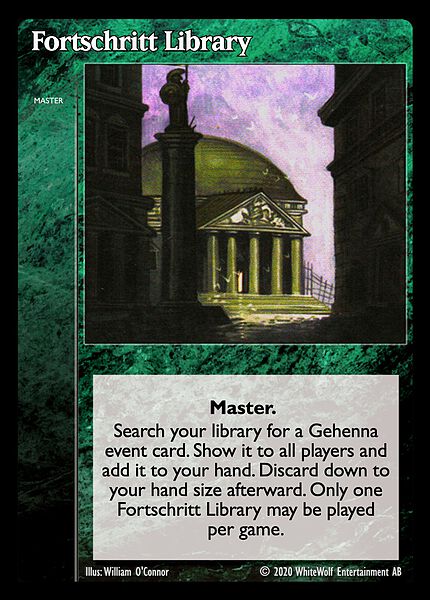 Fortschritt Library
MASTER
Master.
Search your library for a Gehenna
event card. Show it to all players and
add it to your hand. Discard down to
your hand size afterward. Only one
Fortschritt Library may be played
per game.
Illus: William O'Connor
© 2020 WhiteWolf Entertainment AB